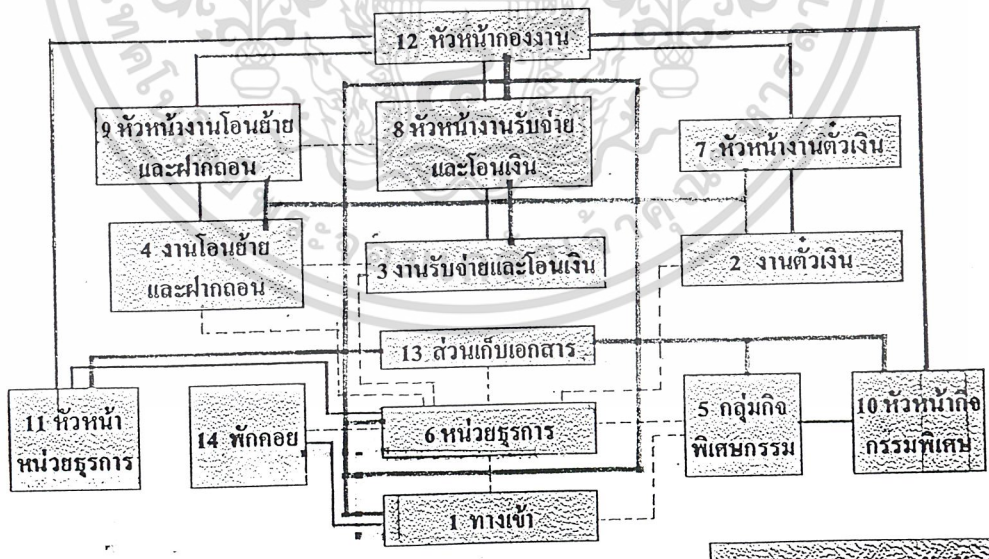 12 หัวหน้ากองงาน
9 หัวหน้างานโอนย้าย
และฝากถอน
8 หัวหน้างานรับจ่าย
และโอนเงิน
7 หัวหน้างานตั๋วเงิน
4 งานโอนย้าย
และฝากถอน
3 งานรับจ่ายและโอนเงิน
2 งานตั๋วเงิน
13 ส่วนเก็บเอกสาร
11 หัวหน้า
หน่วยธุรการ
14 พักคอย
6 หน่วยธุรการ
5 กลุ่มกิจ
พิเศษกรรม
10 หัวหน้ากิจ
กรรมพิเศษ
1 ทางเข้า